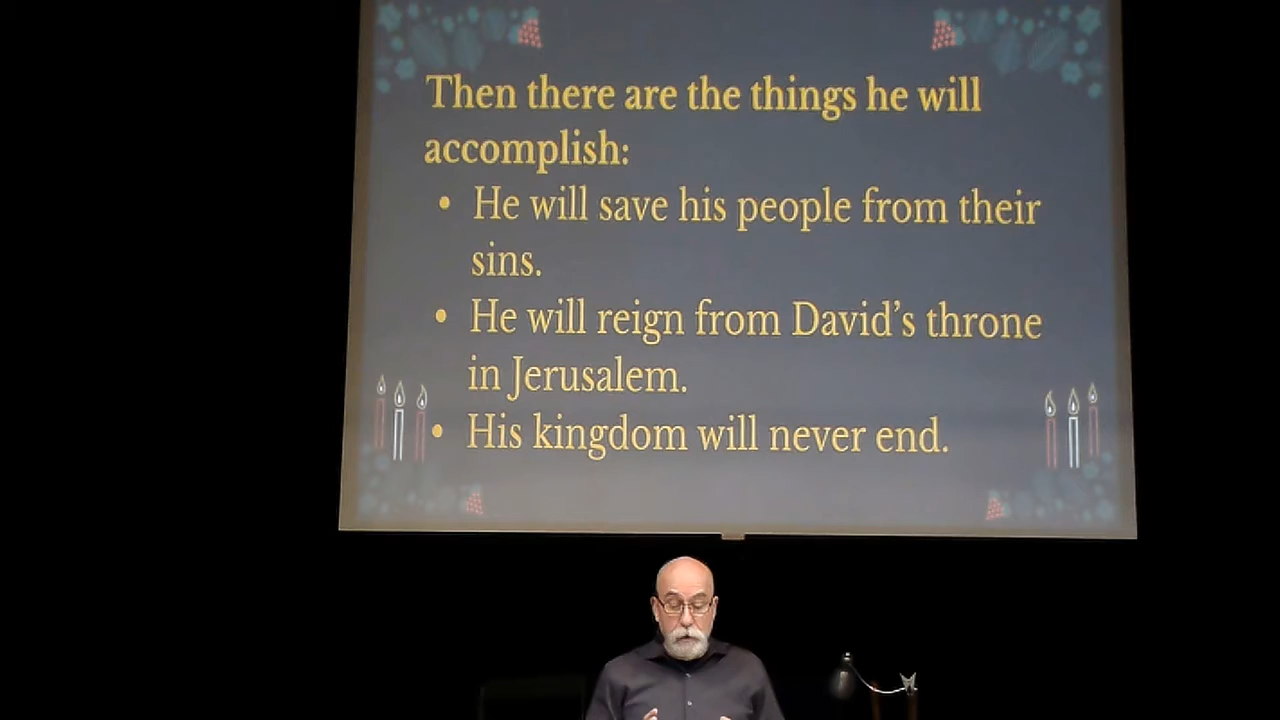 Then there are the things he will
accomplish:
• He will save his people from their
sins.
• He will reign from David’s throne
in Jerusalem.
• His kingdom will never end.